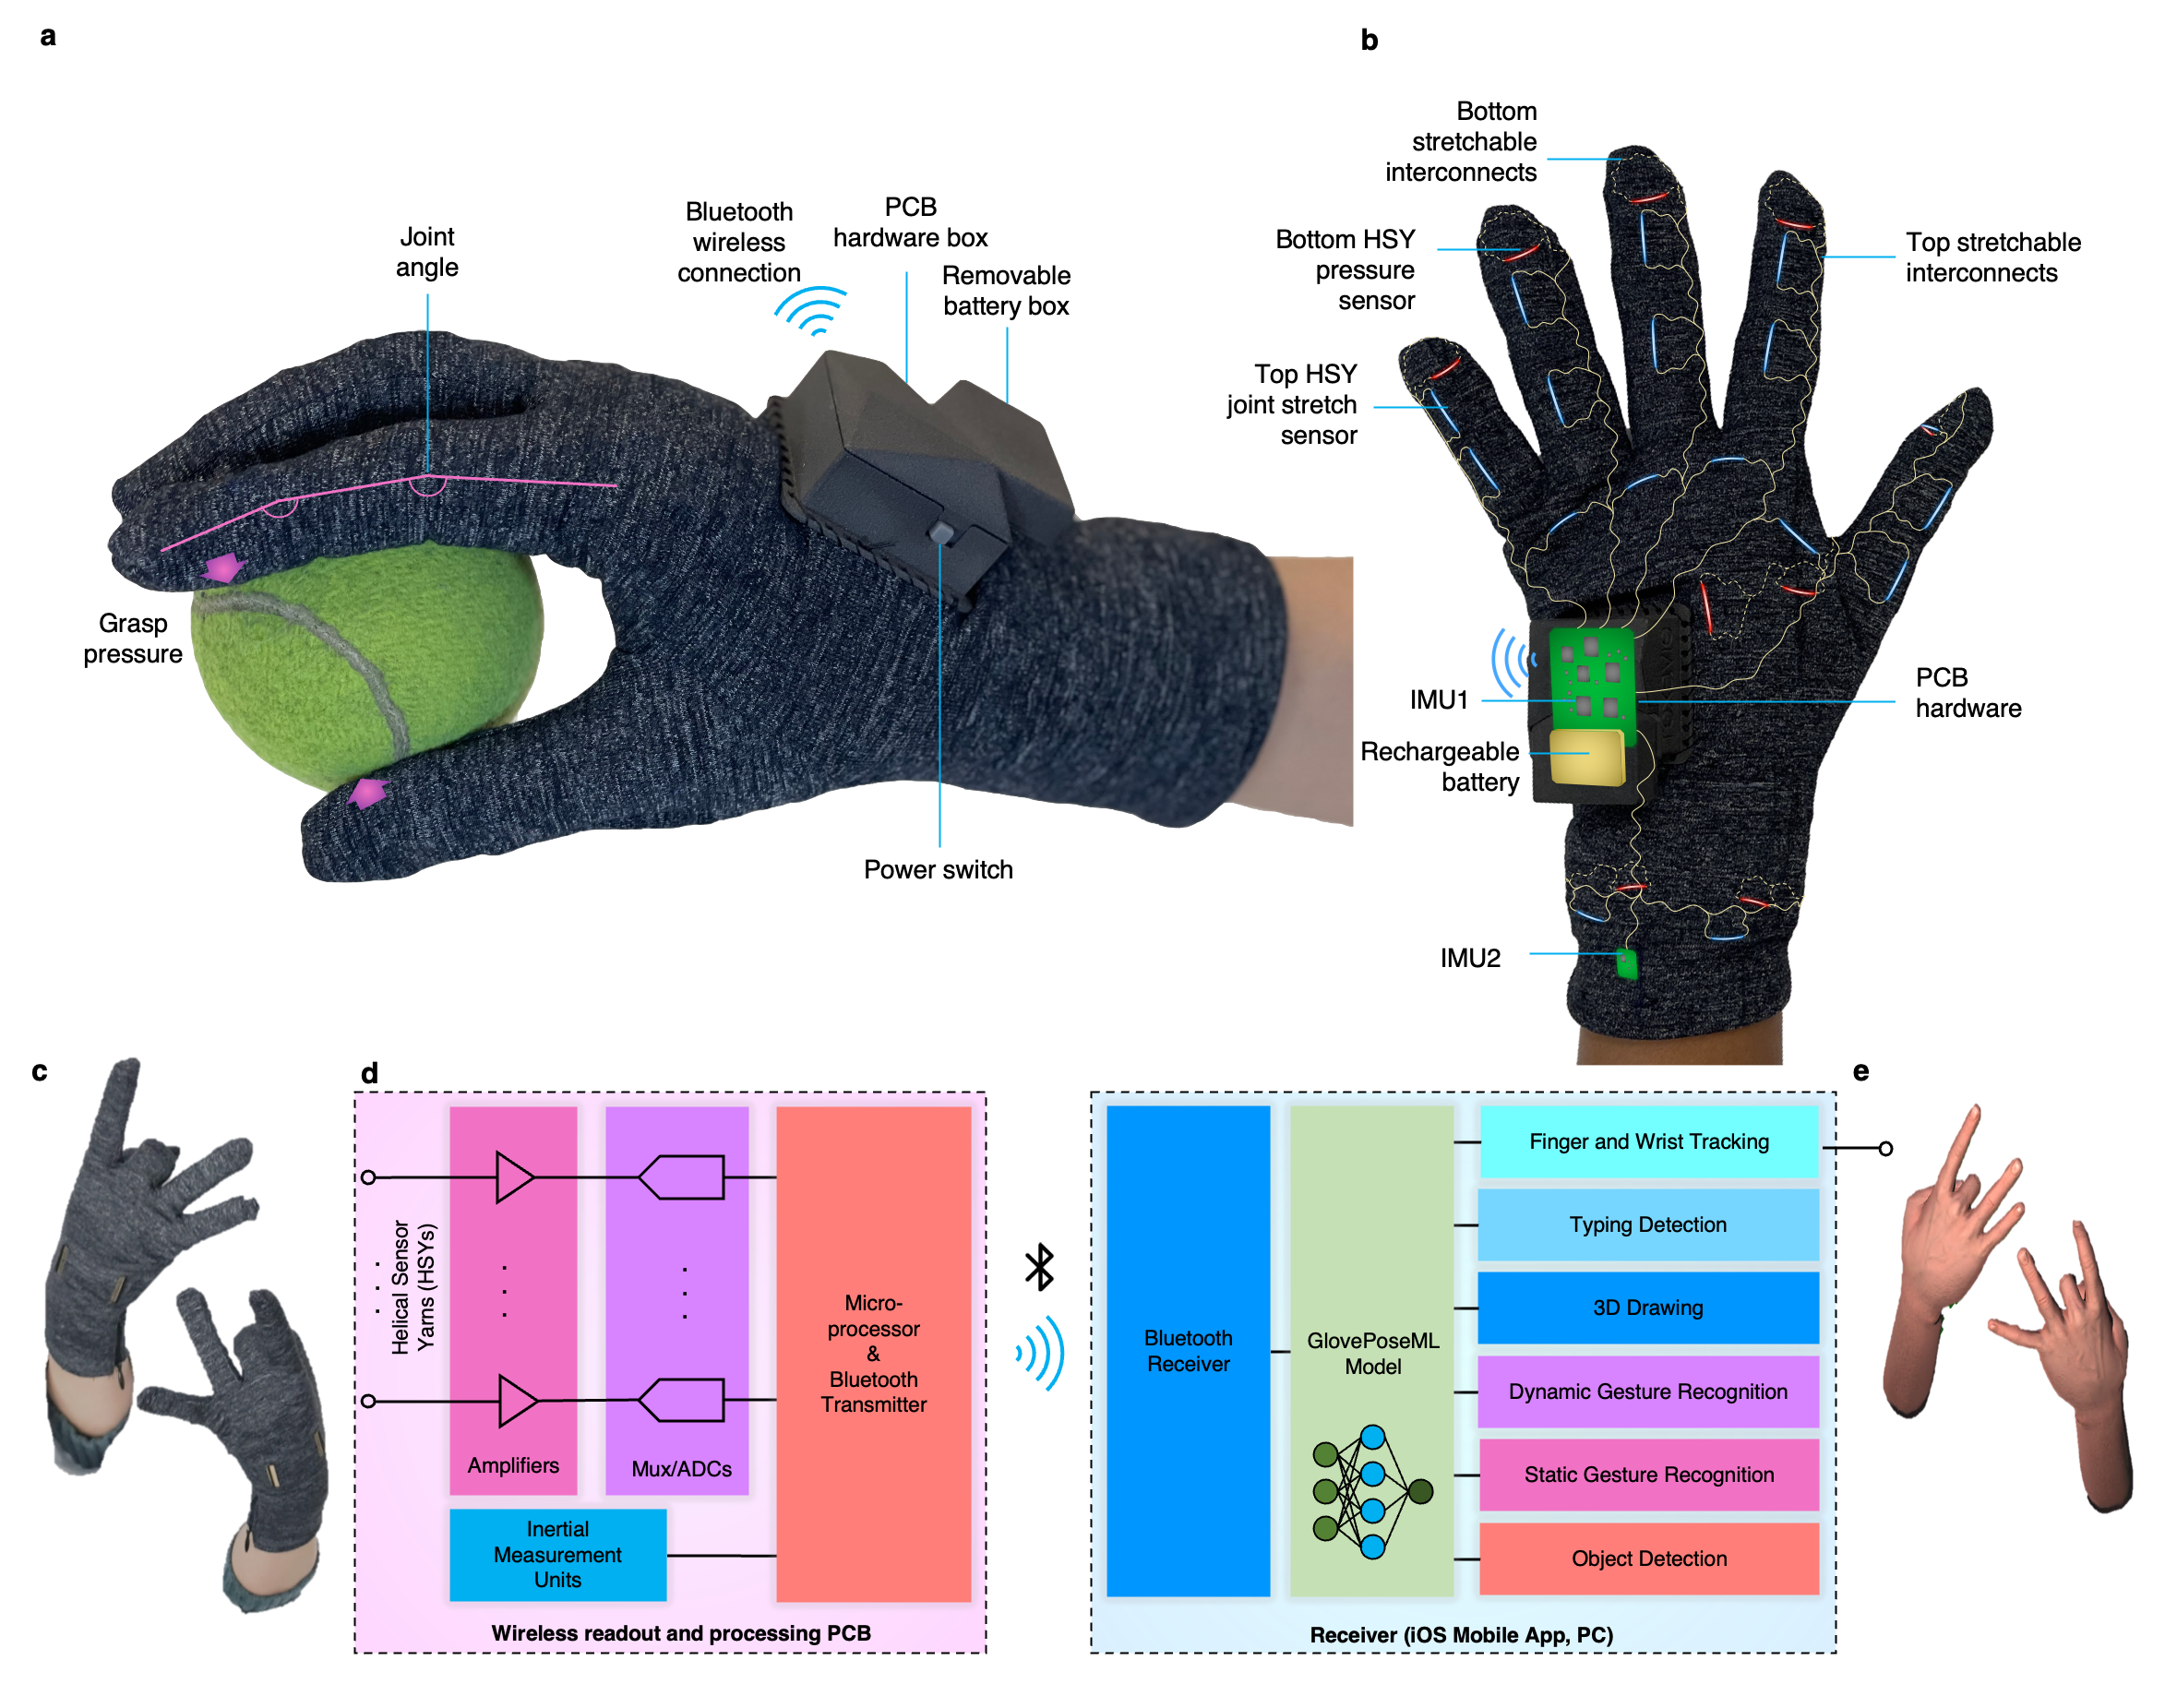 a
Joint
angle
Bluetooth
wireless
connection
PCB
hardware box
Removable
battery box
Grasp
pressure
Power switch
b
Bottom
stretchable
interconnects
Bottom HSY
pressure
sensor
Top HSY
joint stretch
sensor
Top stretchable
interconnects
IMU1
Rechargeable
battery
PCB
hardware
IMU2
c
d
Helical Sensor
Yarns (HSYs)
Amplifiers
Mux/ADCs
Inertial
Measurement
Units
Micro-
processor
&
Bluetooth
Transmitter
Wireless readout and processing PCB
Bluetooth
Receiver
GlovePoseML
Model
Finger and Wrist Tracking
Typing Detection
3D Drawing
Dynamic Gesture Recognition
Static Gesture Recognition
Object Detection
Receiver (iOS Mobile App, PC)
e